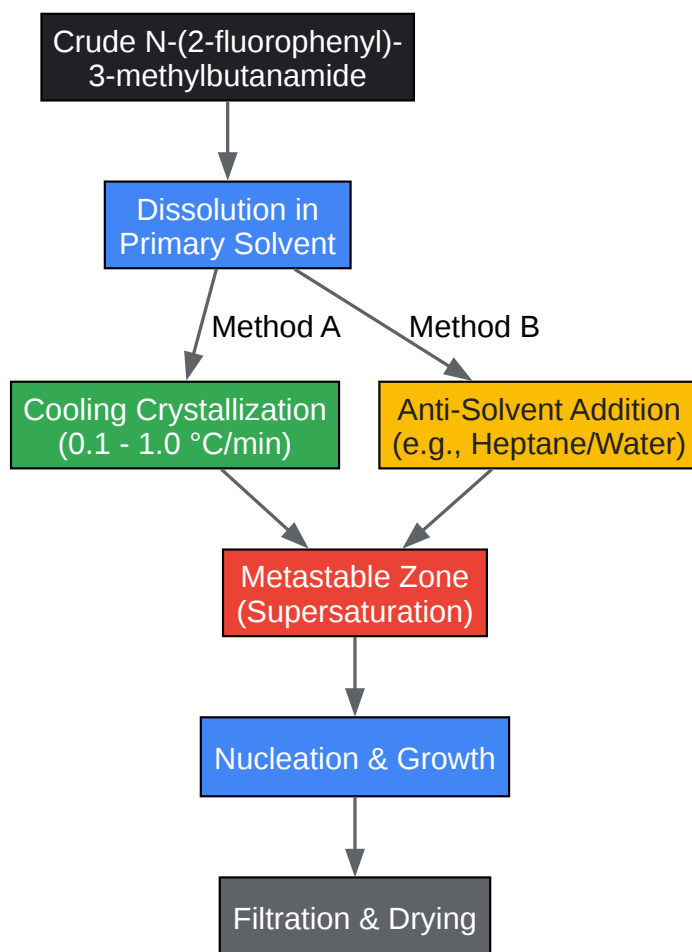 Crude N-(2-fluorophenyl)-
3-methylbutanamide
Dissolution in
Primary Solvent
Method A
Method B
Cooling Crystallization
(0.1 - 1.0 °C/min)
Anti-Solvent Addition
(e.g., Heptane/Water)
Metastable Zone
(Supersaturation)
Nucleation & Growth
Filtration & Drying